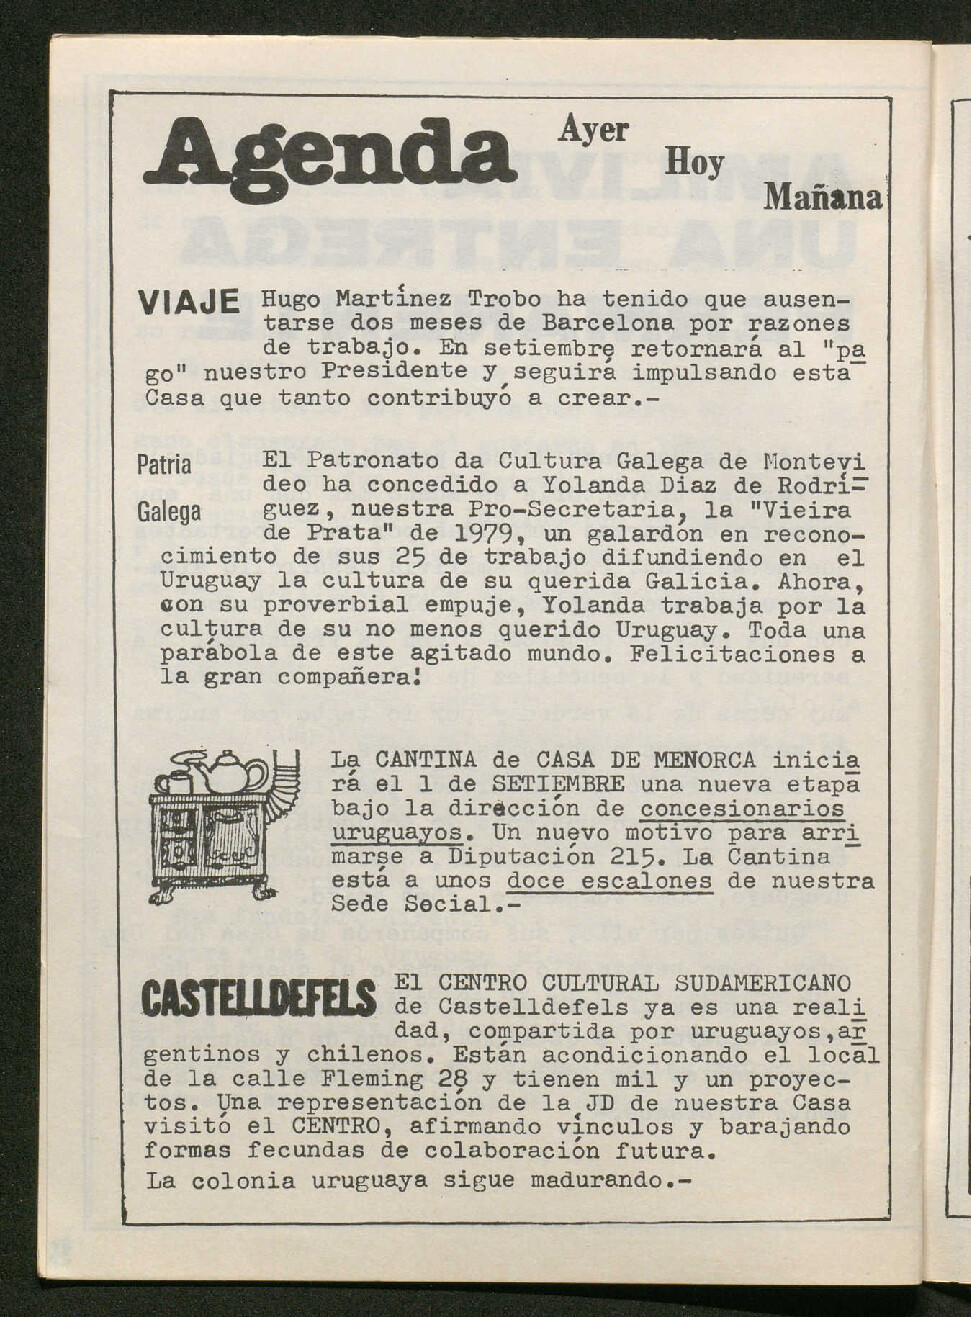 Agenda Ayer
Hoy
Mañana
VIAJE Hugo Martínez Trobo ha tenido que ausen-
tarse dos meses de Barcelona por razones
de trabajo. En setiembre retornará al "pa
go" nuestro Presidente y seguirá impulsando esta
Casa que tanto contribuyó a crear.-
Patria
Galega
El Patronato da Cultura Galega de Montevi
deo ha concedido a Yolanda Diaz de Rodrí-
guez, nuestra Pro-Secretaria, la "Vieira
de Prata" de 1979, un galardón en recono-
cimiento de sus 25 de trabajo difundiendo en el
Uruguay la cultura de su querida Galicia. Ahora,
con su proverbial empuje, Yolanda trabaja por la
cultura de su no menos querido Uruguay. Toda una
parábola de este agitado mundo. Felicitaciones a
la gran compañera!
La CANTINA de CASA DE MENORCA inicia
rá el 1 de SETIEMBRE una nueva etapa
bajo la dirección de concesionarios
uruguayos. Un nuevo motivo para arri
marse a Diputación 215. La Cantina
está a unos doce escalones de nuestra
Sede Social.-
CASTELLDEFELS El CENTRO CULTURAL SUDAMERICANO
de Castelldefels ya es una reali
dad, compartida por uruguayos,ar
gentinos y chilenos. Están acondicionando el local
de la calle Fleming 28 y tienen mil y un proyec-
tos. Una representación de la JD de nuestra Casa
visitó el CENTRO, afirmando vínculos y barajando
formas fecundas de colaboración futura.
La colonia uruguaya sigue madurando.-